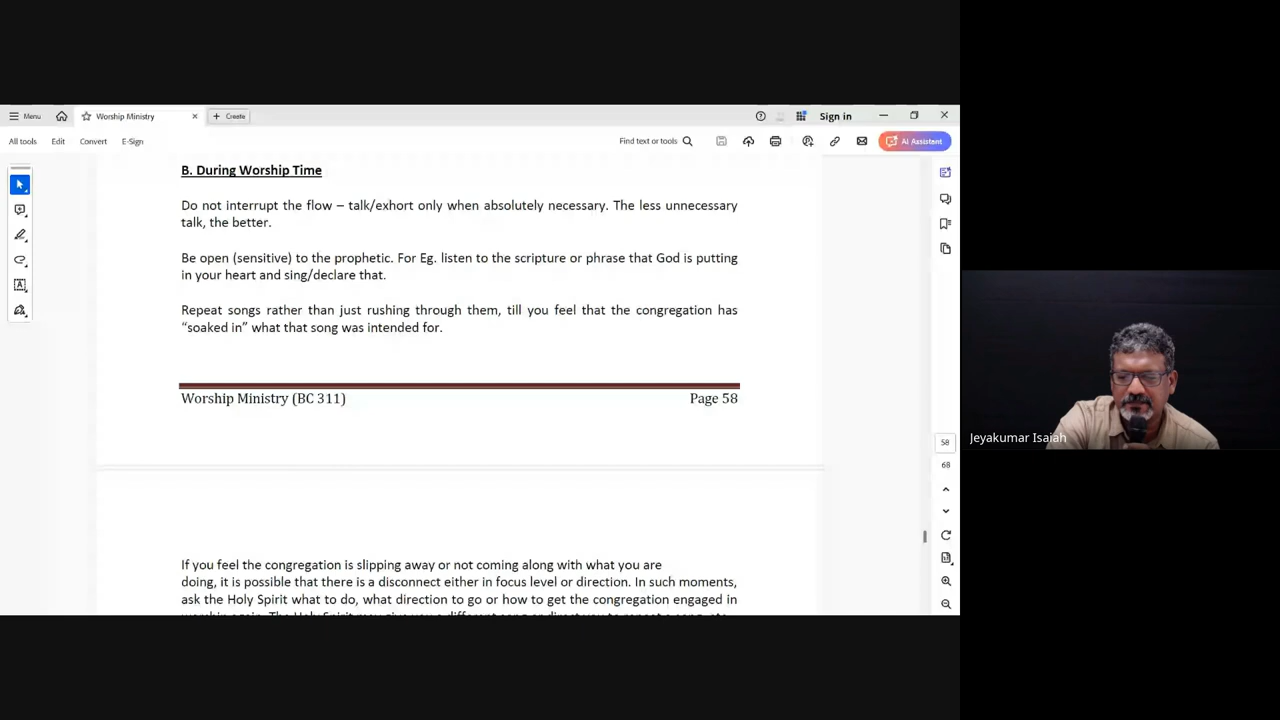 Menu
Worship Ministry
Create
Sign in
All tools
Edit
Convert
E-Sign
Find text or tools
AI Assistant
B. During Worship Time
Do not interrupt the flow – talk/exhort only when absolutely necessary. The less unnecessary
talk, the better.
Be open (sensitive) to the prophetic. For Eg. listen to the scripture or phrase that God is putting
in your heart and sing/declare that.
Repeat songs rather than just rushing through them, till you feel that the congregation has
“soaked in” what that song was intended for.
Worship Ministry (BC 311)
Page 58
58
68
If you feel the congregation is slipping away or not coming along with what you are
doing, it is possible that there is a disconnect either in focus level or direction. In such moments,
ask the Holy Spirit what to do, what direction to go or how to get the congregation engaged in
Jeyakumar Isaiah